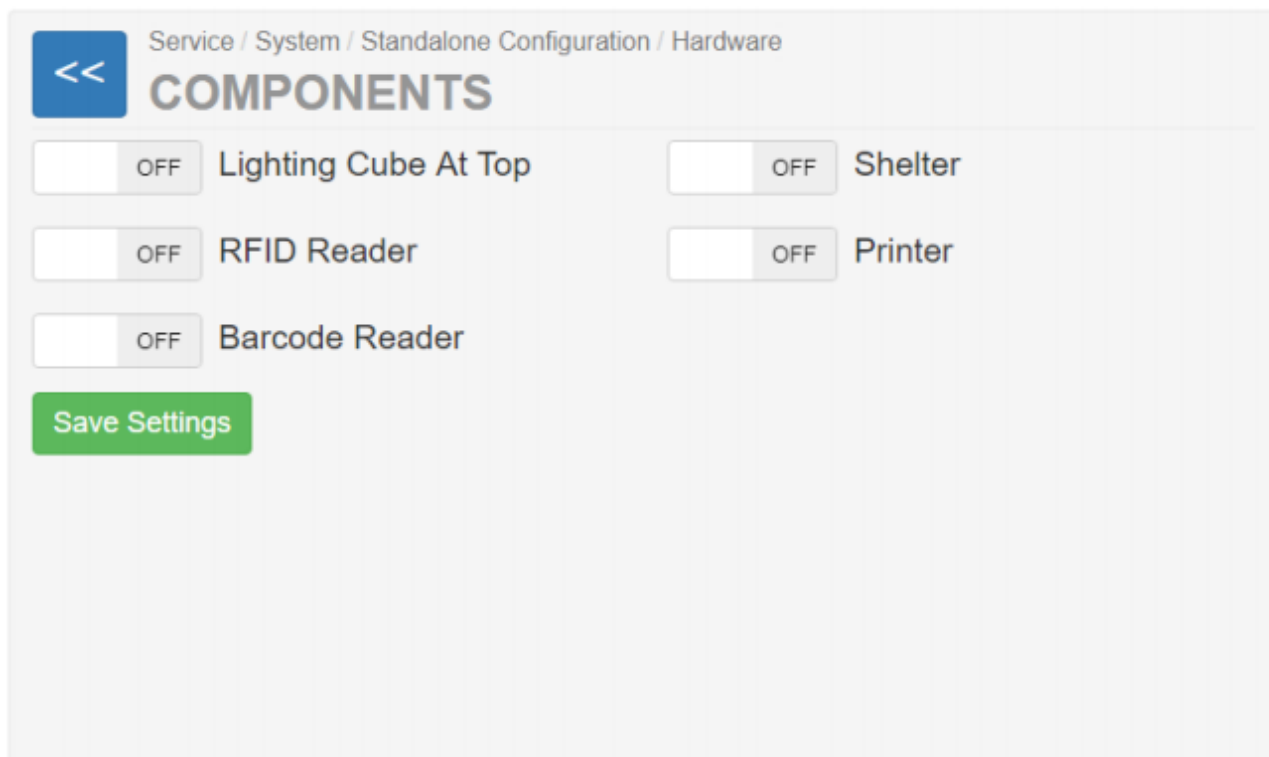 <<
Service / System / Standalone Configuration / Hardware
COMPONENTS
OFF Lighting Cube At Top
OFF Shelter
OFF RFID Reader
OFF Printer
OFF Barcode Reader
Save Settings